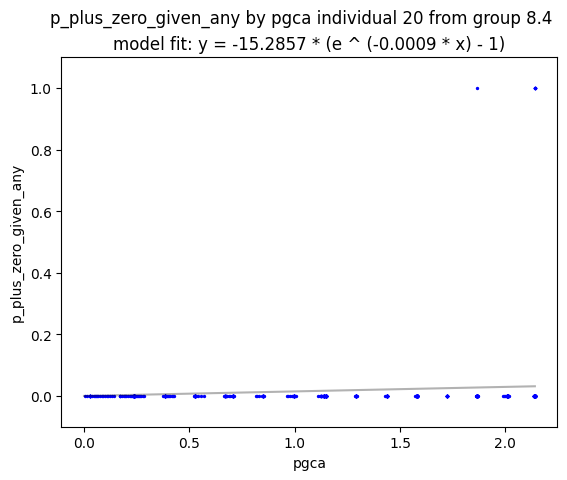 p_plus_zero_given_any by pgca individual 20 from group 8.4
model fit: y = -15.2857 * (e ^ (-0.0009 * x) - 1)
1.0
0.8
0.6
0.4
0.2
0.0
p_plus_zero_given_any
0.0 0.5 1.0 1.5 2.0
pgca